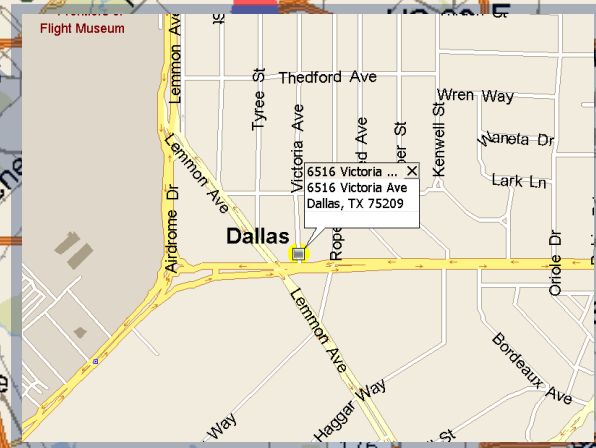 Flight Museum
Lemmon Ave
Thedford Ave
Tyree St
Wren Way
Victoria Ave
Kenwell St
Waneta Dr
Lemmon Ave
6516 Victoria ...
6516 Victoria Ave
Dallas, TX 75209
Lark Ln
Airdrome Dr
Dallas
Oriole Dr
Lemmon Ave
Bordeaux Ave
Haggar Way
Way
St